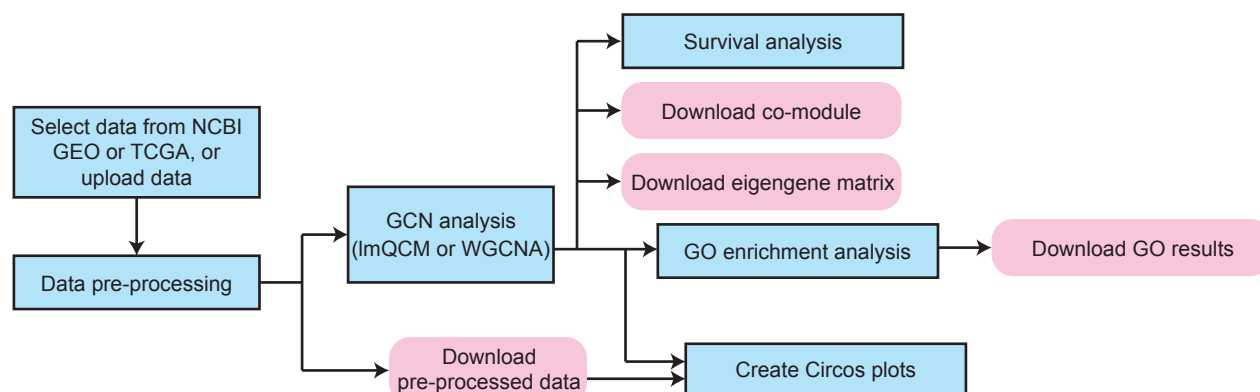 Survival analysis
Download co-module
Select data from NCBI
GEO or TCGA, or
upload data
Download eigengene matrix
GCN analysis
(lmQCM or WGCNA)
GO enrichment analysis
Download GO results
Data pre-processing
Download
pre-processed data
Create Circos plots